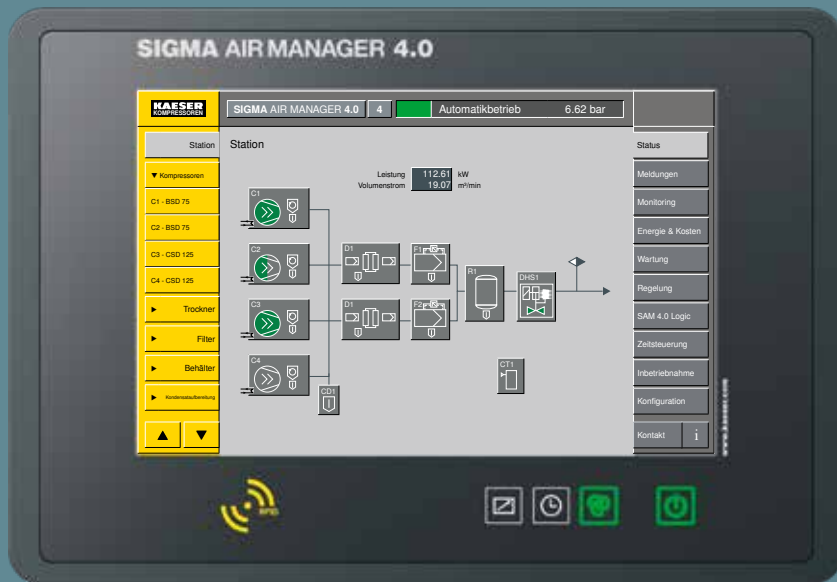 SIGMA AIR MANAGER 4.0
KAESER
KOMPRESSOREN
SIGMA AIR MANAGER 4.0 4 Automatikbetrieb 6.62 bar
Station
▼ Kompressoren
C1 - BSD 75
C2 - BSD 75
C3 - CSD 125
C4 - CSD 125
► Trockner
► Filter
► Behälter
► Kondensataufbereitung
▲ ▼
Station
Leistung 112.61 kW
Volumenstrom 19.07 m³/min
C1
C2
D1
F1
R1
DHS1
C3
D1
F2
C4
CD1
CT1
Status
Meldungen
Monitoring
Energie & Kosten
Wartung
Regelung
SAM 4.0 Logic
Zeitsteuerung
Inbetriebnahme
Konfiguration
Kontakt i
www.kaeser.com
RFID